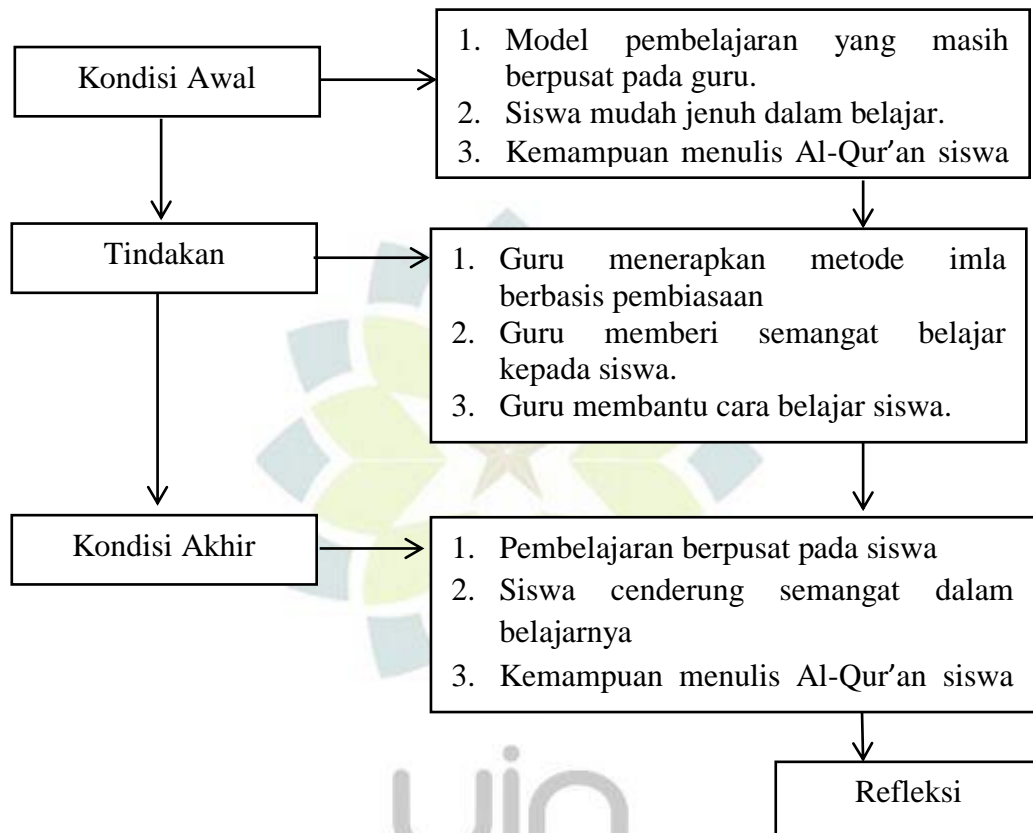 Kondisi Awal
1. Model pembelajaran yang masih
berpusat pada guru.
2. Siswa mudah jenuh dalam belajar.
3. Kemampuan menulis Al-Qur’an siswa
Tindakan
1. Guru menerapkan metode imla
berbasis pembiasaan
2. Guru memberi semangat belajar
kepada siswa.
3. Guru membantu cara belajar siswa.
Kondisi Akhir
1. Pembelajaran berpusat pada siswa
2. Siswa cenderung semangat dalam
belajarnya
3. Kemampuan menulis Al-Qur’an siswa
Refleksi
uin